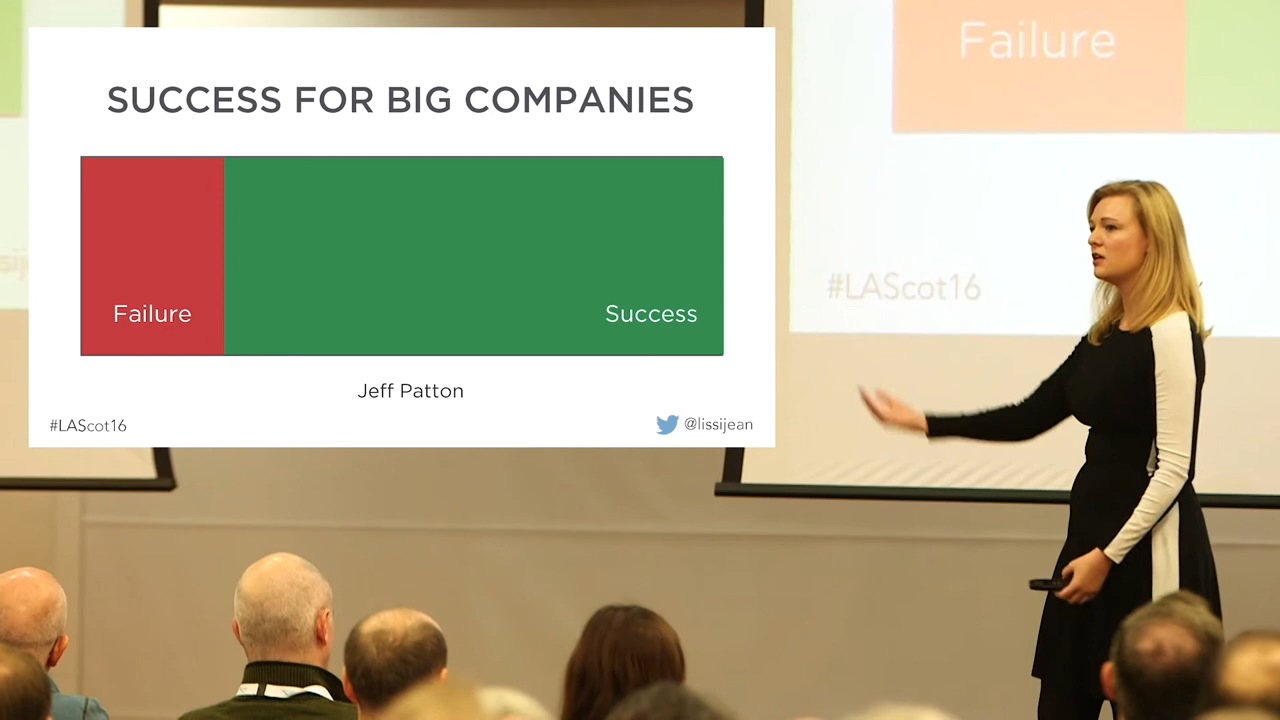 SUCCESS FOR BIG COMPANIES
Failure
Success
Jeff Patton
#LAScot16
@lissijean
Failure
#LAScot16